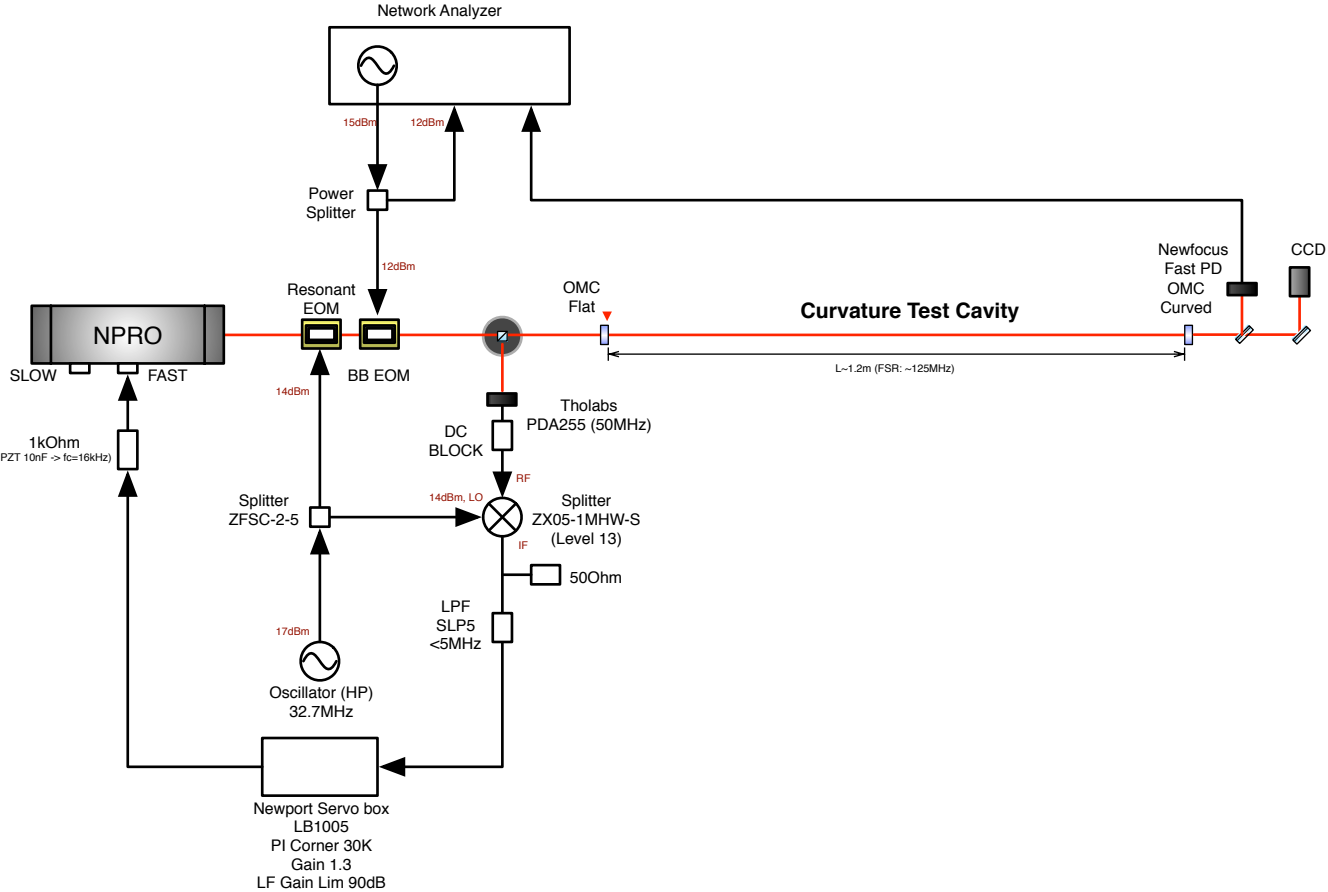 Network Analyzer
15dBm
12dBm
Power
Splitter
12dBm
Resonant
EOM
OMC
Flat
Curvature Test Cavity
Newfocus
Fast PD
OMC
Curved
CCD
NPRO
SLOW
FAST
BB EOM
L~1.2m (FSR: ~125MHz)
14dBm
Tholabs
PDA255 (50MHz)
DC
BLOCK
1kOhm
PZT 10nF -> fc=16kHz)
RF
Splitter
ZFSC-2-5
14dBm, LO
Splitter
ZX05-1MHW-S
(Level 13)
IF
50Ohm
LPF
SLP5
<5MHz
17dBm
Oscillator (HP)
32.7MHz
Newport Servo box
LB1005
PI Corner 30K
Gain 1.3
LF Gain Lim 90dB